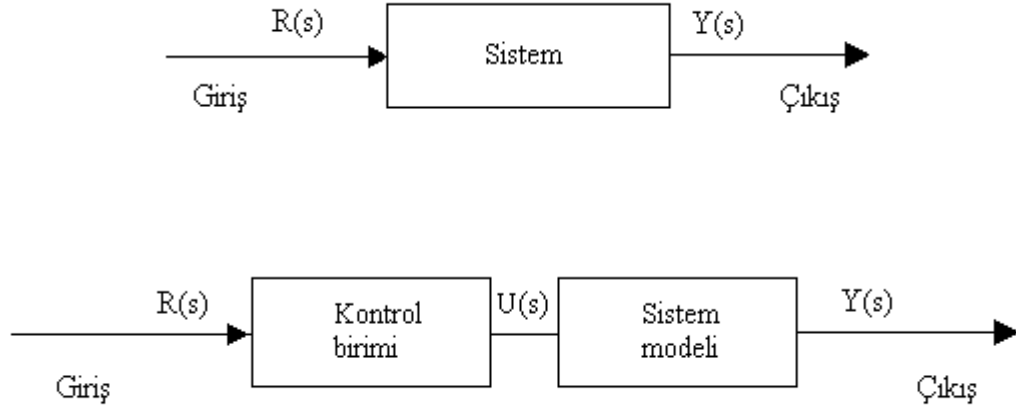 R(s)
Sistem
Y(s)
Giriş
Çıkış
R(s)
Kontrol
birimi
U(s)
Sistem
modeli
Y(s)
Giriş
Çıkış